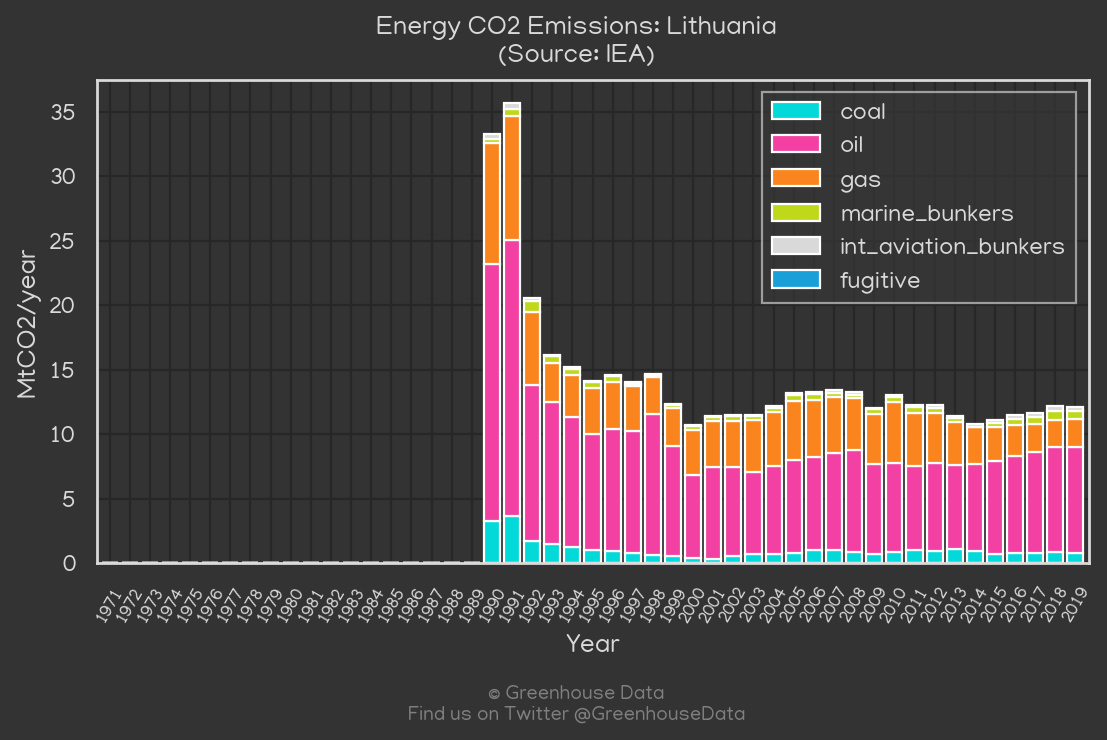 Energy CO2 Emissions: Lithuania
(Source: IEA)
MtCO2/year
35
30
25
20
15
10
5
0
coal
oil
gas
marine_bunkers
int_aviation_bunkers
fugitive
1971 1972 1973 1974 1975 1976 1977 1978 1979 1980 1981 1982 1983 1984 1985 1986 1987 1988 1989 1990 1991 1992 1993 1994 1995 1996 1997 1998 1999 2000 2001 2002 2003 2004 2005 2006 2007 2008 2009 2010 2011 2012 2013 2014 2015 2016 2017 2018 2019
Year
© Greenhouse Data
Find us on Twitter @GreenhouseData